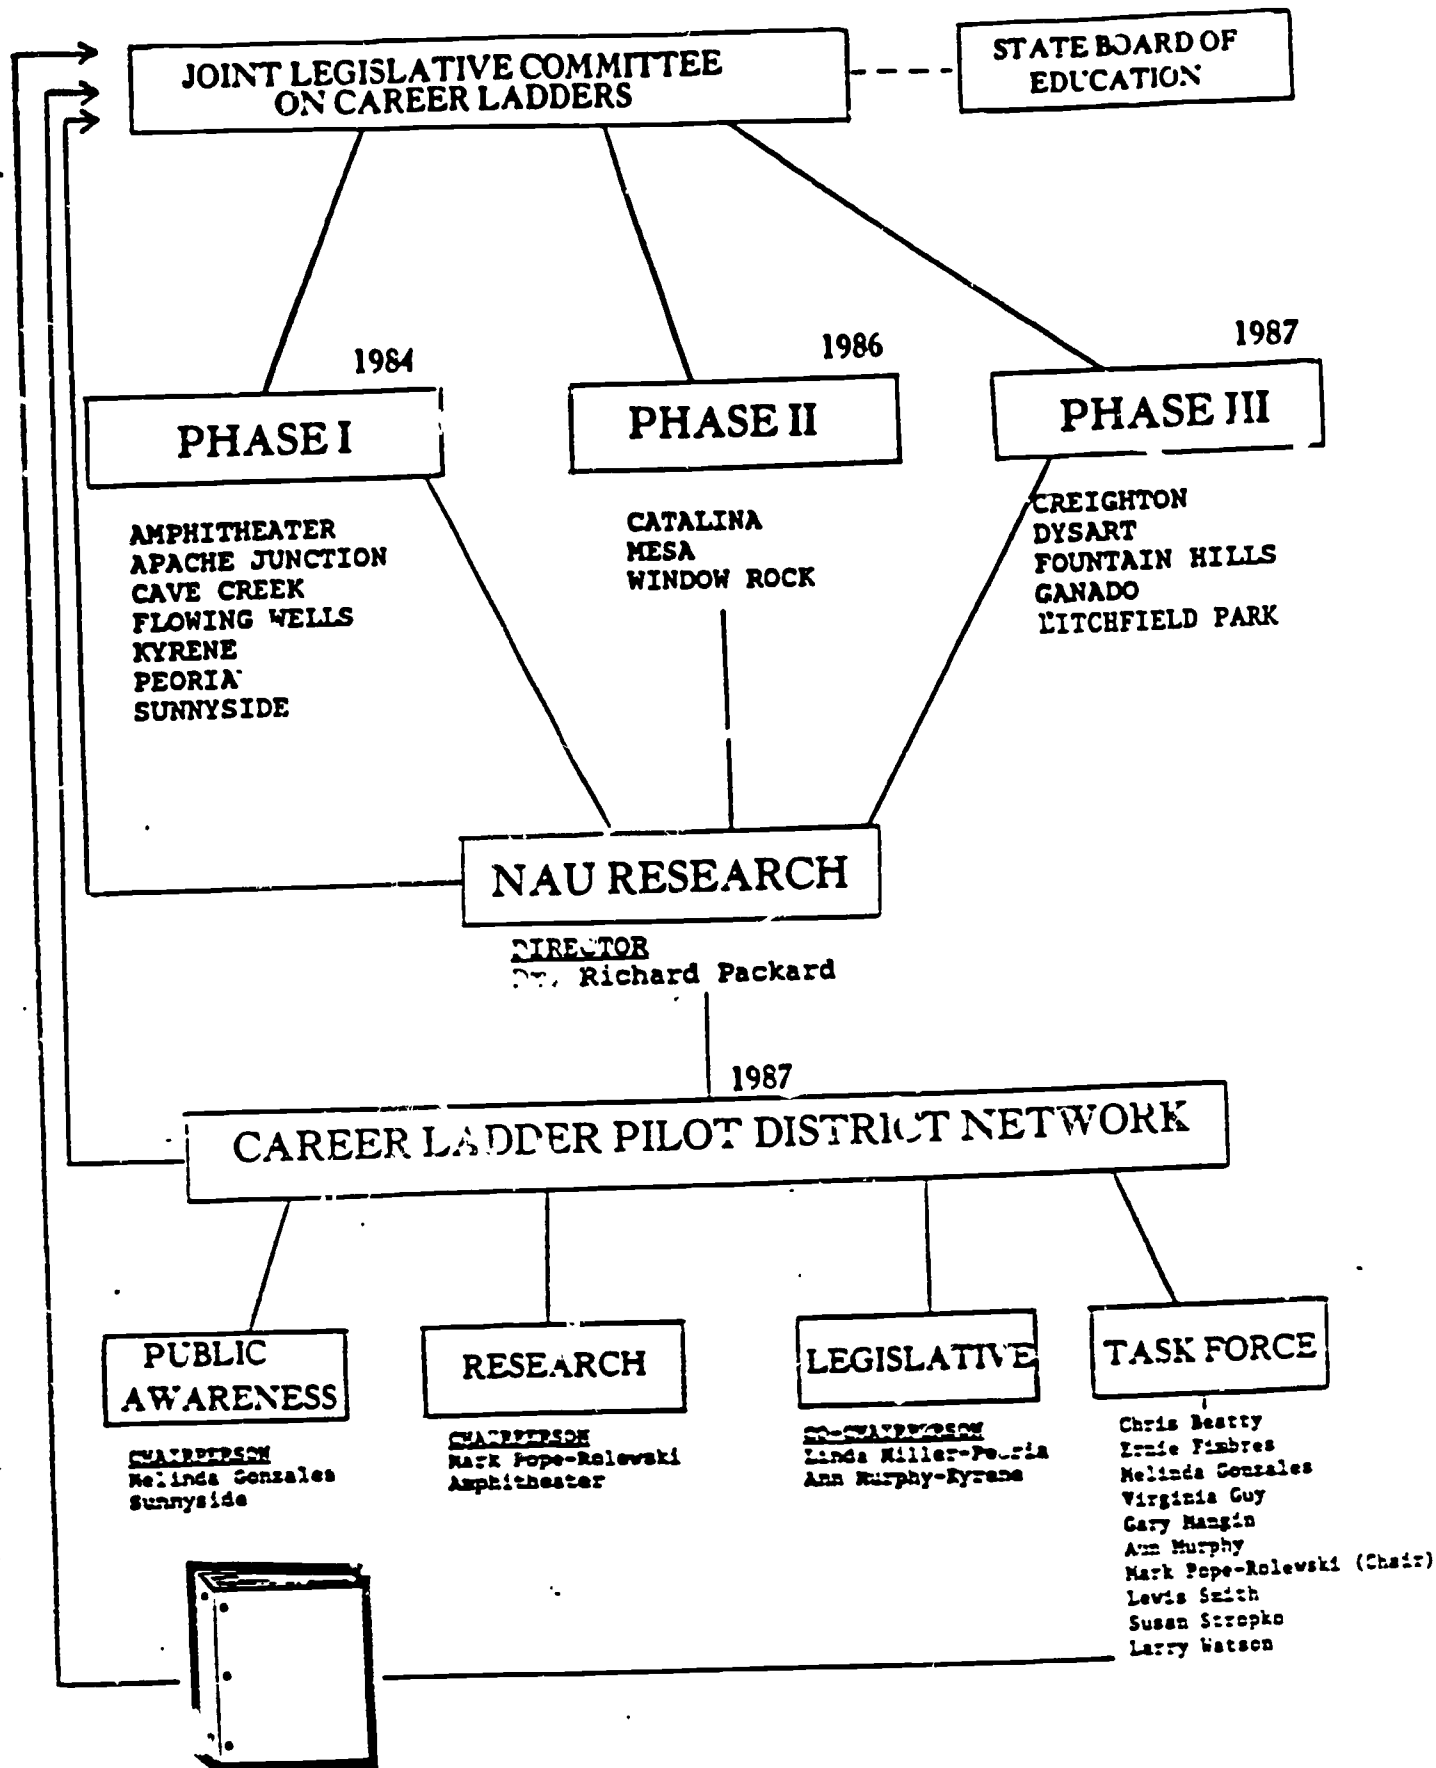 JOINT LEGISLATIVE COMMITTEE
ON CAREER LADDERS
STATE BOARD OF
EDUCATION
1984
PHASE I
AMPHITHEATER
APACHE JUNCTION
CAVE CREEK
FLOWING WELLS
KYRENE
PEORIA
SUNNYSIDE
1986
PHASE II
CATALINA
MESA
WINDOW ROCK
1987
PHASE III
CREIGHTON
DYSART
FOUNTAIN HILLS
GANADO
LITCHFIELD PARK
NAU RESEARCH
DIRECTOR
Dr. Richard Packard
1987
CAREER LADDER PILOT DISTRICT NETWORK
PUBLIC
AWARENESS
CHAIRPERSON
Melinda Gonzales
Sunnyside
RESEARCH
CHAIRPERSON
Mark Pope-Rolewski
Amphitheater
LEGISLATIVE
CO-CHAIRPERSON
Linda Miller-Peoria
Ann Murphy-Kyrene
TASK FORCE
Chris Beatty
Ernie Fimbres
Melinda Gonzales
Virginia Guy
Gary Mangin
Ann Murphy
Mark Pope-Rolewski (Chair)
Lewis Smith
Susan Stropko
Larry Watson